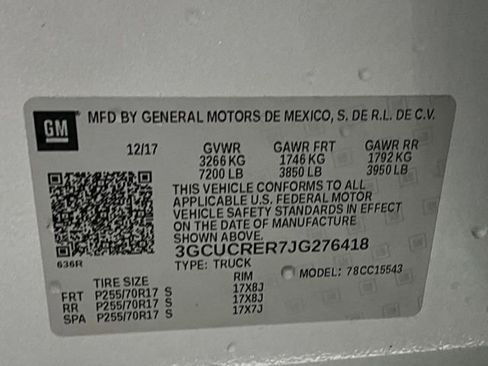 GM
MFD BY GENERAL MOTORS DE MEXICO, S. DE R.L. DE C.V.
12/17 GVWR GAWR FRT GAWR RR
3266 KG 1746 KG 1792 KG
7200 LB 3850 LB 3950 LB
THIS VEHICLE CONFORMS TO ALL
APPLICABLE U.S. FEDERAL MOTOR
VEHICLE SAFETY STANDARDS IN EFFECT
ON THE DATE OF MANUFACTURE
SHOWN ABOVE.
3GCUCRER7JG276418
636R
TYPE: TRUCK MODEL: 78CC15543
TIRE SIZE RIM
FRT P255/70R17 S 17X8J
RR P255/70R17 S 17X8J
SPA P255/70R17 S 17X7J